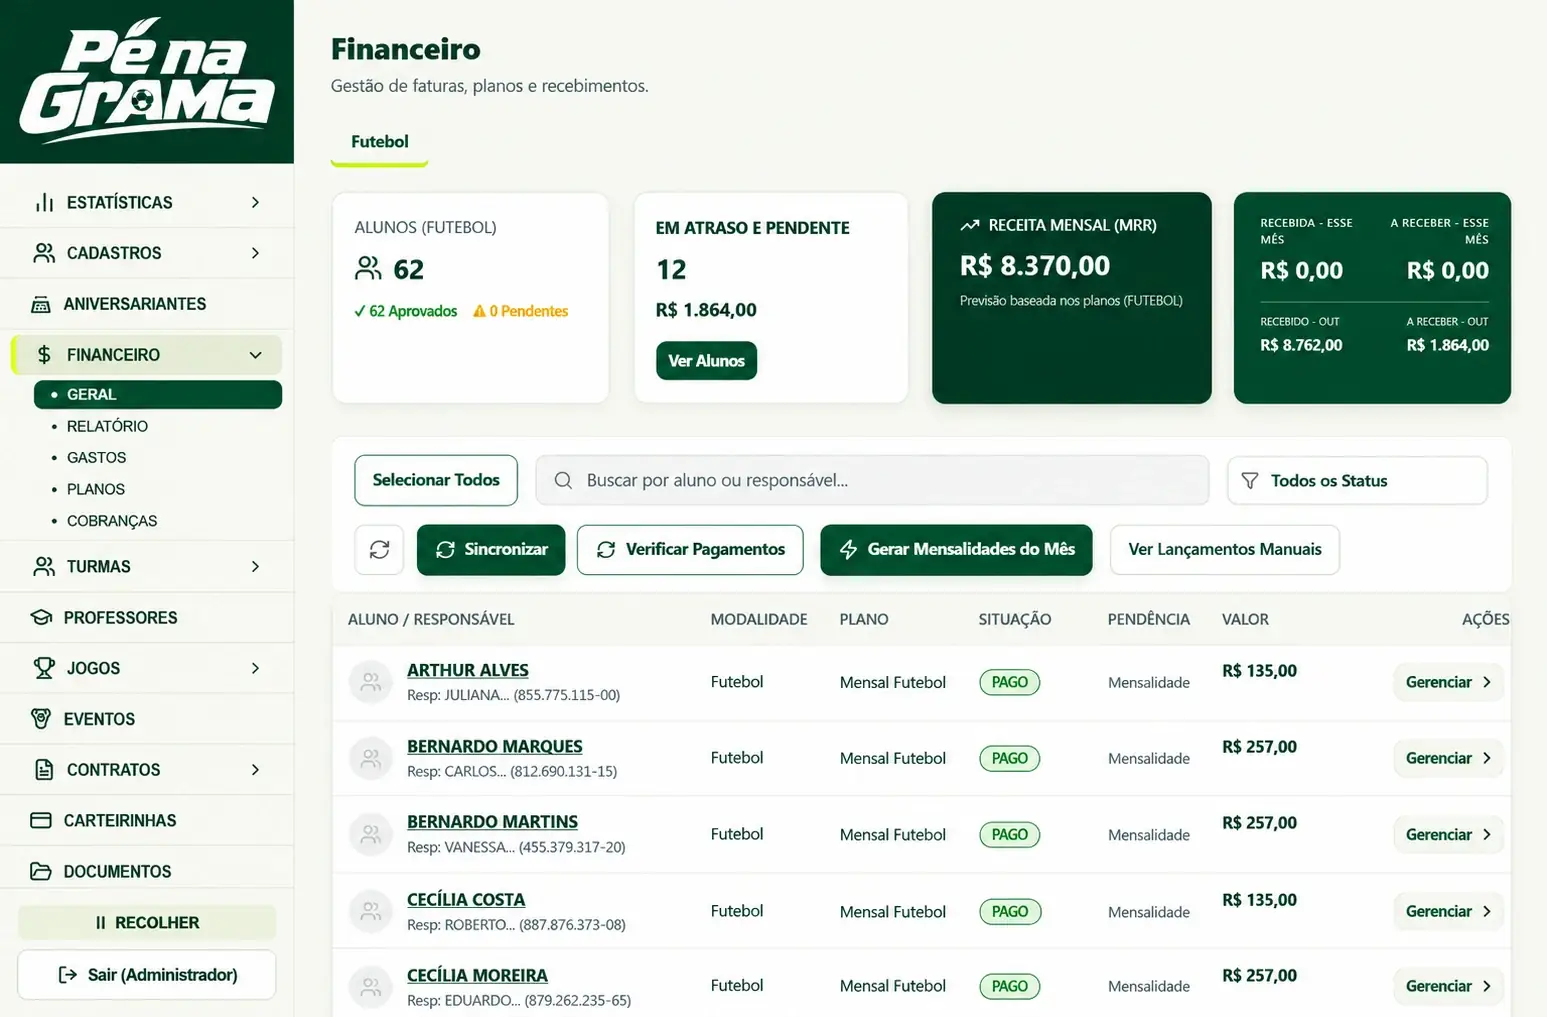 Pé na
Grama
ESTATÍSTICAS
CADASTROS
ANIVERSARIANTES
FINANCEIRO
• GERAL
• RELATÓRIO
• GASTOS
• PLANOS
• COBRANÇAS
TURMAS
PROFESSORES
JOGOS
EVENTOS
CONTRATOS
CARTEIRINHAS
DOCUMENTOS
RECOLHER
Sair (Administrador)
Financeiro
Gestão de faturas, planos e recebimentos.
Futebol
ALUNOS (FUTEBOL)
62
✓ 62 Aprovados 0 Pendentes
EM ATRASO E PENDENTE
12
R$ 1.864,00
Ver Alunos
RECEITA MENSAL (MRR)
R$ 8.370,00
Previsão baseada nos planos (FUTEBOL)
RECEBIDA - ESSE
MÊS
R$ 0,00
A RECEBER - ESSE
MÊS
R$ 0,00
RECEBIDO - OUT
R$ 8.762,00
A RECEBER - OUT
R$ 1.864,00
Selecionar Todos
Buscar por aluno ou responsável...
Todos os Status
Sincronizar
Verificar Pagamentos
Gerar Mensalidades do Mês
Ver Lançamentos Manuais
ALUNO / RESPONSÁVEL MODALIDADE PLANO SITUAÇÃO PENDÊNCIA VALOR AÇÕES
ARTHUR ALVES
Resp: JULIANA... (855.775.115-00)
Futebol Mensal Futebol PAGO Mensalidade R$ 135,00 Gerenciar
BERNARDO MARQUES
Resp: CARLOS... (812.690.131-15)
Futebol Mensal Futebol PAGO Mensalidade R$ 257,00 Gerenciar
BERNARDO MARTINS
Resp: VANESSA... (455.379.317-20)
Futebol Mensal Futebol PAGO Mensalidade R$ 257,00 Gerenciar
CECÍLIA COSTA
Resp: ROBERTO... (887.876.373-08)
Futebol Mensal Futebol PAGO Mensalidade R$ 135,00 Gerenciar
CECÍLIA MOREIRA
Resp: EDUARDO... (879.262.235-65)
Futebol Mensal Futebol PAGO Mensalidade R$ 257,00 Gerenciar